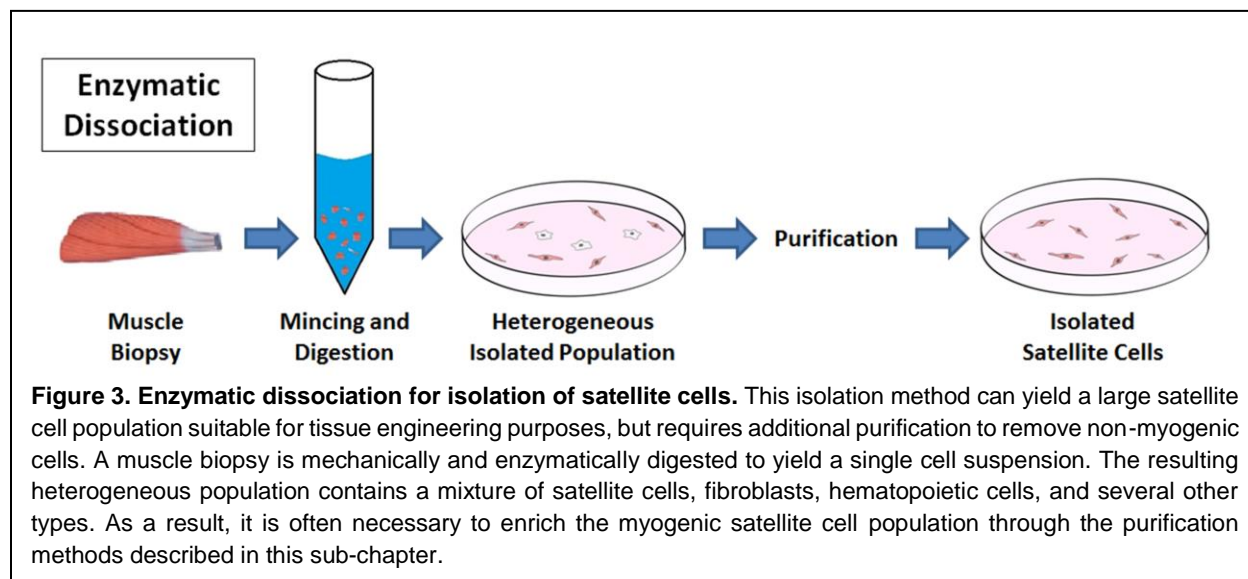 Enzymatic
Dissociation
Purification
Muscle
Biopsy
Mincing and
Digestion
Heterogeneous
Isolated Population
Isolated
Satellite Cells
Figure 3. Enzymatic dissociation for isolation of satellite cells. This isolation method can yield a large satellite
cell population suitable for tissue engineering purposes, but requires additional purification to remove non-myogenic
cells. A muscle biopsy is mechanically and enzymatically digested to yield a single cell suspension. The resulting
heterogeneous population contains a mixture of satellite cells, fibroblasts, hematopoietic cells, and several other
types. As a result, it is often necessary to enrich the myogenic satellite cell population through the purification
methods described in this sub-chapter.